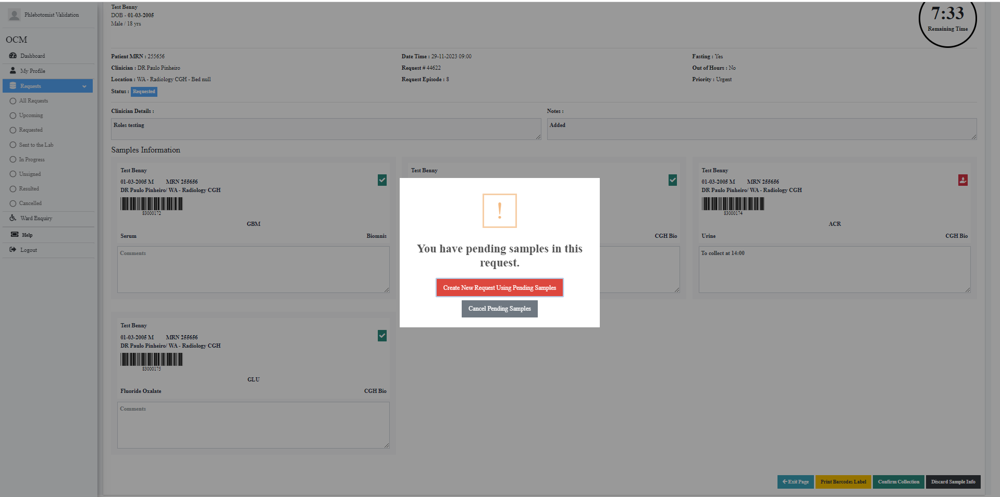 Phlebotomist Validation
OCM
Dashboard
My Profile
Requests
All Requests
Upcoming
Requested
Sent to the Lab
In Progress
Unsigned
Resulted
Cancelled
Ward Enquiry
Help
Logout
Test Benny
DOB - 01-03-2005
Male / 18 yrs
7:33
Remaining Time
Patient MRN : 255656
Date Time : 29-11-2023 09:00
Fasting : Yes
Clinician : DR Paulo Pinheiro
Request # 44622
Out of Hours : No
Location : WA - Radiology CGH - Bed null
Request Episode : 8
Priority : Urgent
Status : Requested
Clinician Details :
Notes :
Roles testing
Added
Samples Information
Test Benny
01-03-2005 M MRN 255656
DR Paulo Pinheiro/ WA - Radiology CGH
83000172
GBM
Serum
Biomnis
Comments
Test Benny
CGH Bio
Test Benny
01-03-2005 M MRN 255656
DR Paulo Pinheiro/ WA - Radiology CGH
83000174
ACR
Urine
CGH Bio
To collect at 14:00
!
You have pending samples in this
request.
Create New Request Using Pending Samples
Cancel Pending Samples
Test Benny
01-03-2005 M MRN 255656
DR Paulo Pinheiro/ WA - Radiology CGH
83000175
GLU
Fluoride Oxalate
CGH Bio
Comments
Exit Page
Print Barcodes Label
Confirm Collection
Discard Sample Info